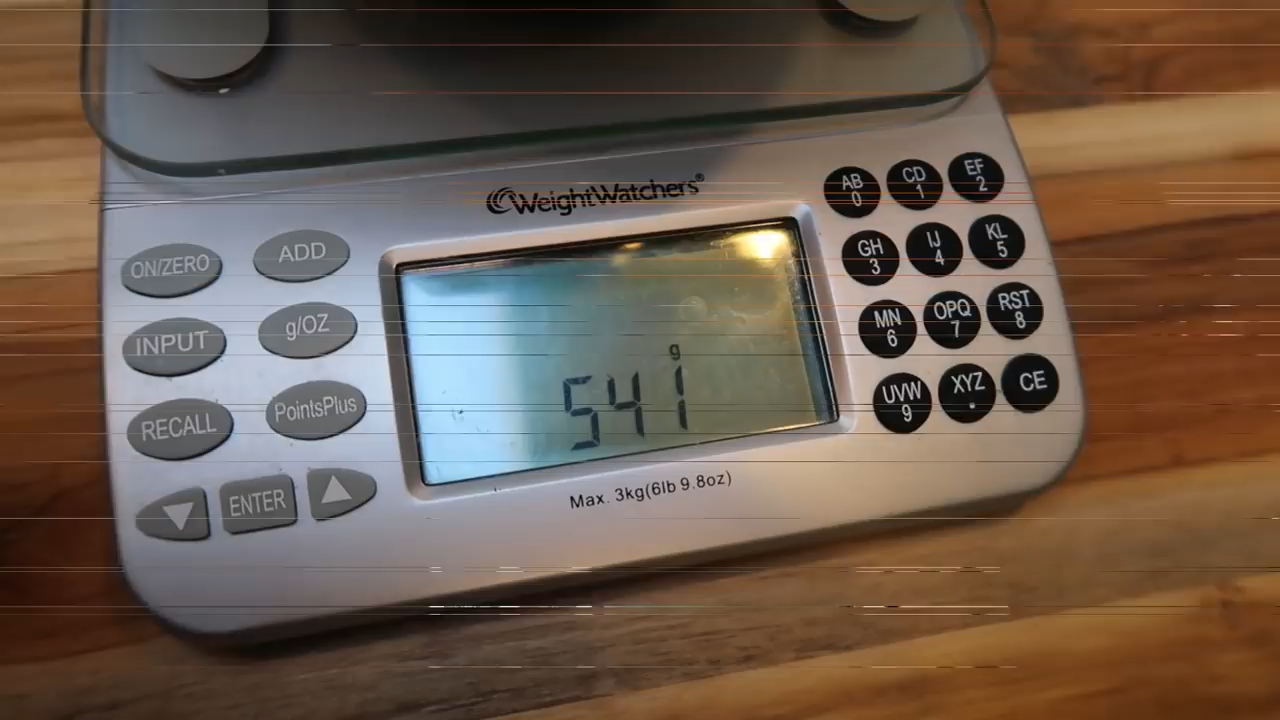 WeightWatchers®
ON/ZERO
ADD
INPUT
g/OZ
RECALL
PointsPlus
ENTER
g
541
Max. 3kg(6lb 9.8oz)
AB
0
CD
1
EF
2
GH
3
IJ
4
KL
5
MN
6
OPQ
7
RST
8
UVW
9
XYZ
.
CE